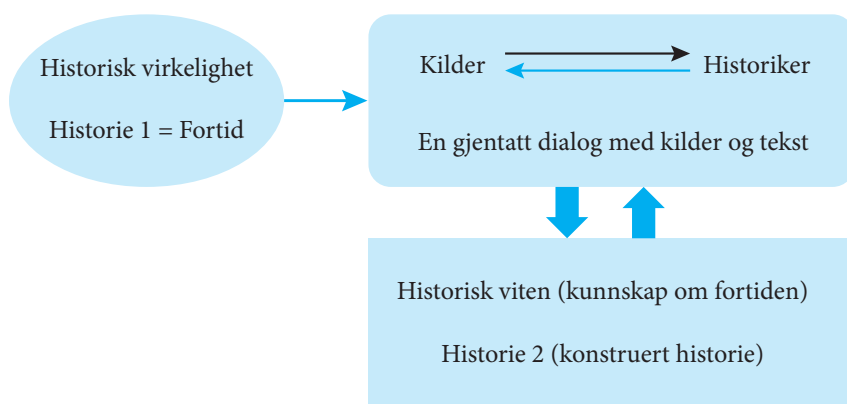 Historisk virkelighet
Historie 1 = Fortid
Kilder
Historiker
En gjentatt dialog med kilder og tekst
Historisk viten (kunnskap om fortiden)
Historie 2 (konstruert historie)